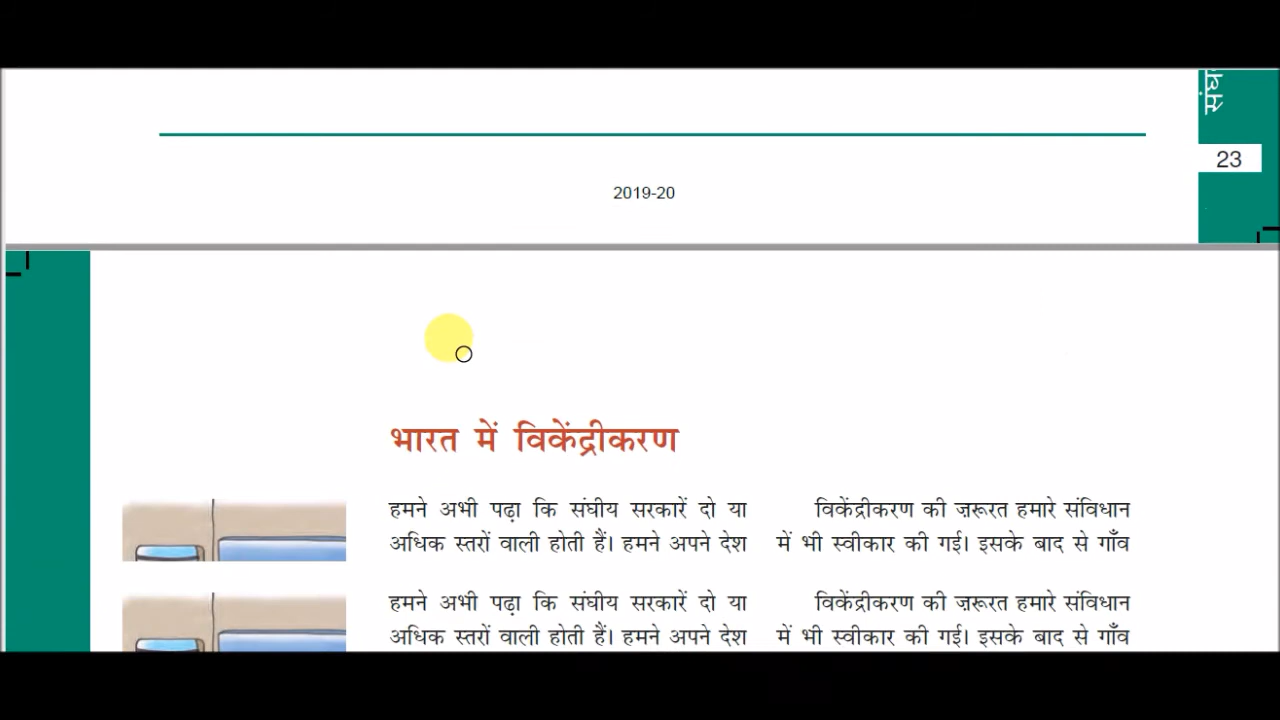 संघ
23
2019-20
भारत में विकेंद्रीकरण
हमने अभी पढ़ा कि संघीय सरकारें दो या
अधिक स्तरों वाली होती हैं। हमने अपने देश
विकेंद्रीकरण की ज़रूरत हमारे संविधान
में भी स्वीकार की गई। इसके बाद से गाँव
हमने अभी पढ़ा कि संघीय सरकारें दो या
अधिक स्तरों वाली होती हैं। हमने अपने देश
विकेंद्रीकरण की ज़रूरत हमारे संविधान
में भी स्वीकार की गई। इसके बाद से गाँव